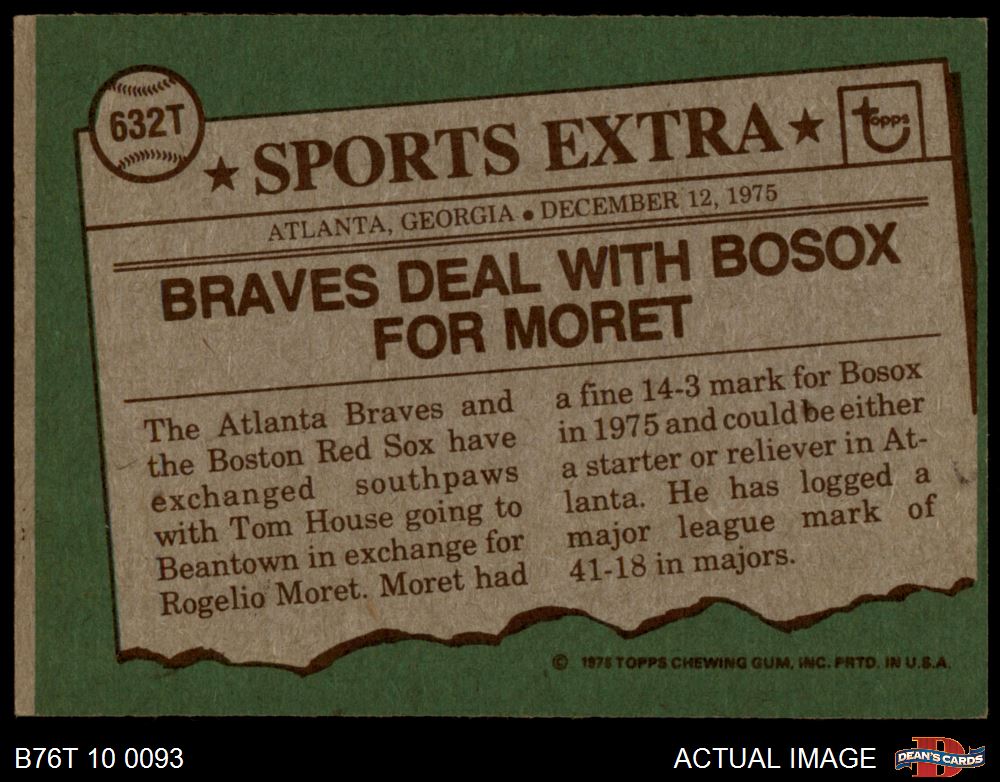 632T
★ SPORTS EXTRA ★
Topps
ATLANTA, GEORGIA • DECEMBER 12, 1975
BRAVES DEAL WITH BOSOX
FOR MORET
The Atlanta Braves and
the Boston Red Sox have
exchanged southpaws
with Tom House going to
Beantown in exchange for
Rogelio Moret. Moret had
a fine 14-3 mark for Bosox
in 1975 and could be either
a starter or reliever in At-
lanta. He has logged a
major league mark of
41-18 in majors.
© 1976 TOPPS CHEWING GUM, INC. PRTD. IN U.S.A.
B76T 10 0093
ACTUAL IMAGE
DEAN'S CARDS